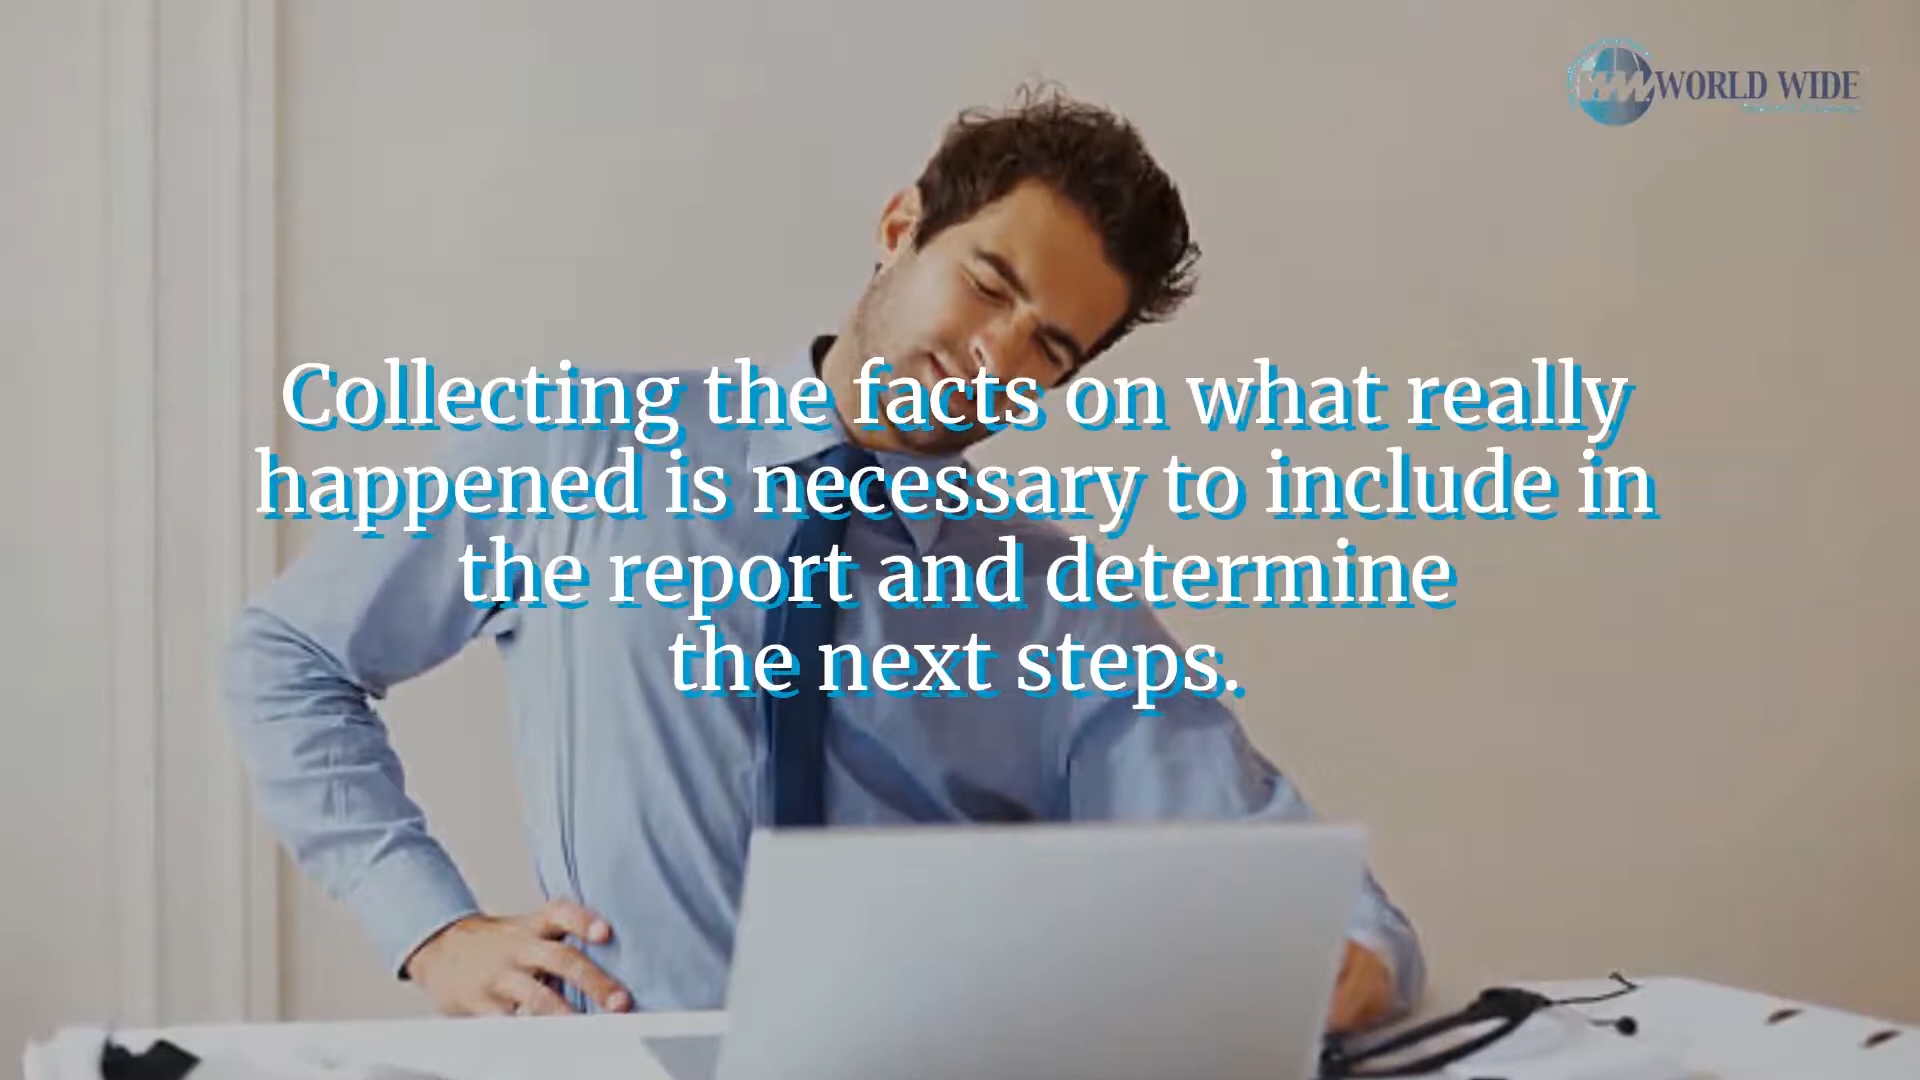 WORLD WIDE
Collecting the facts on what really
happened is necessary to include in
the report and determine
the next steps.